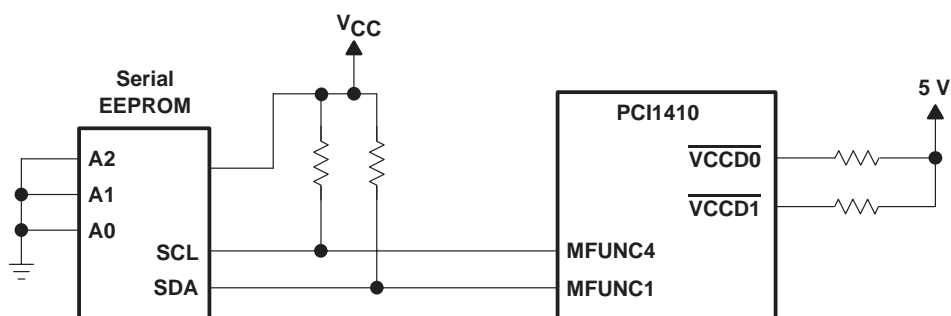 VCC
Serial
EEPROM
A2
A1
A0
SCL
SDA
PCI1410
VCCD0
VCCD1
MFUNC4
MFUNC1
5 V